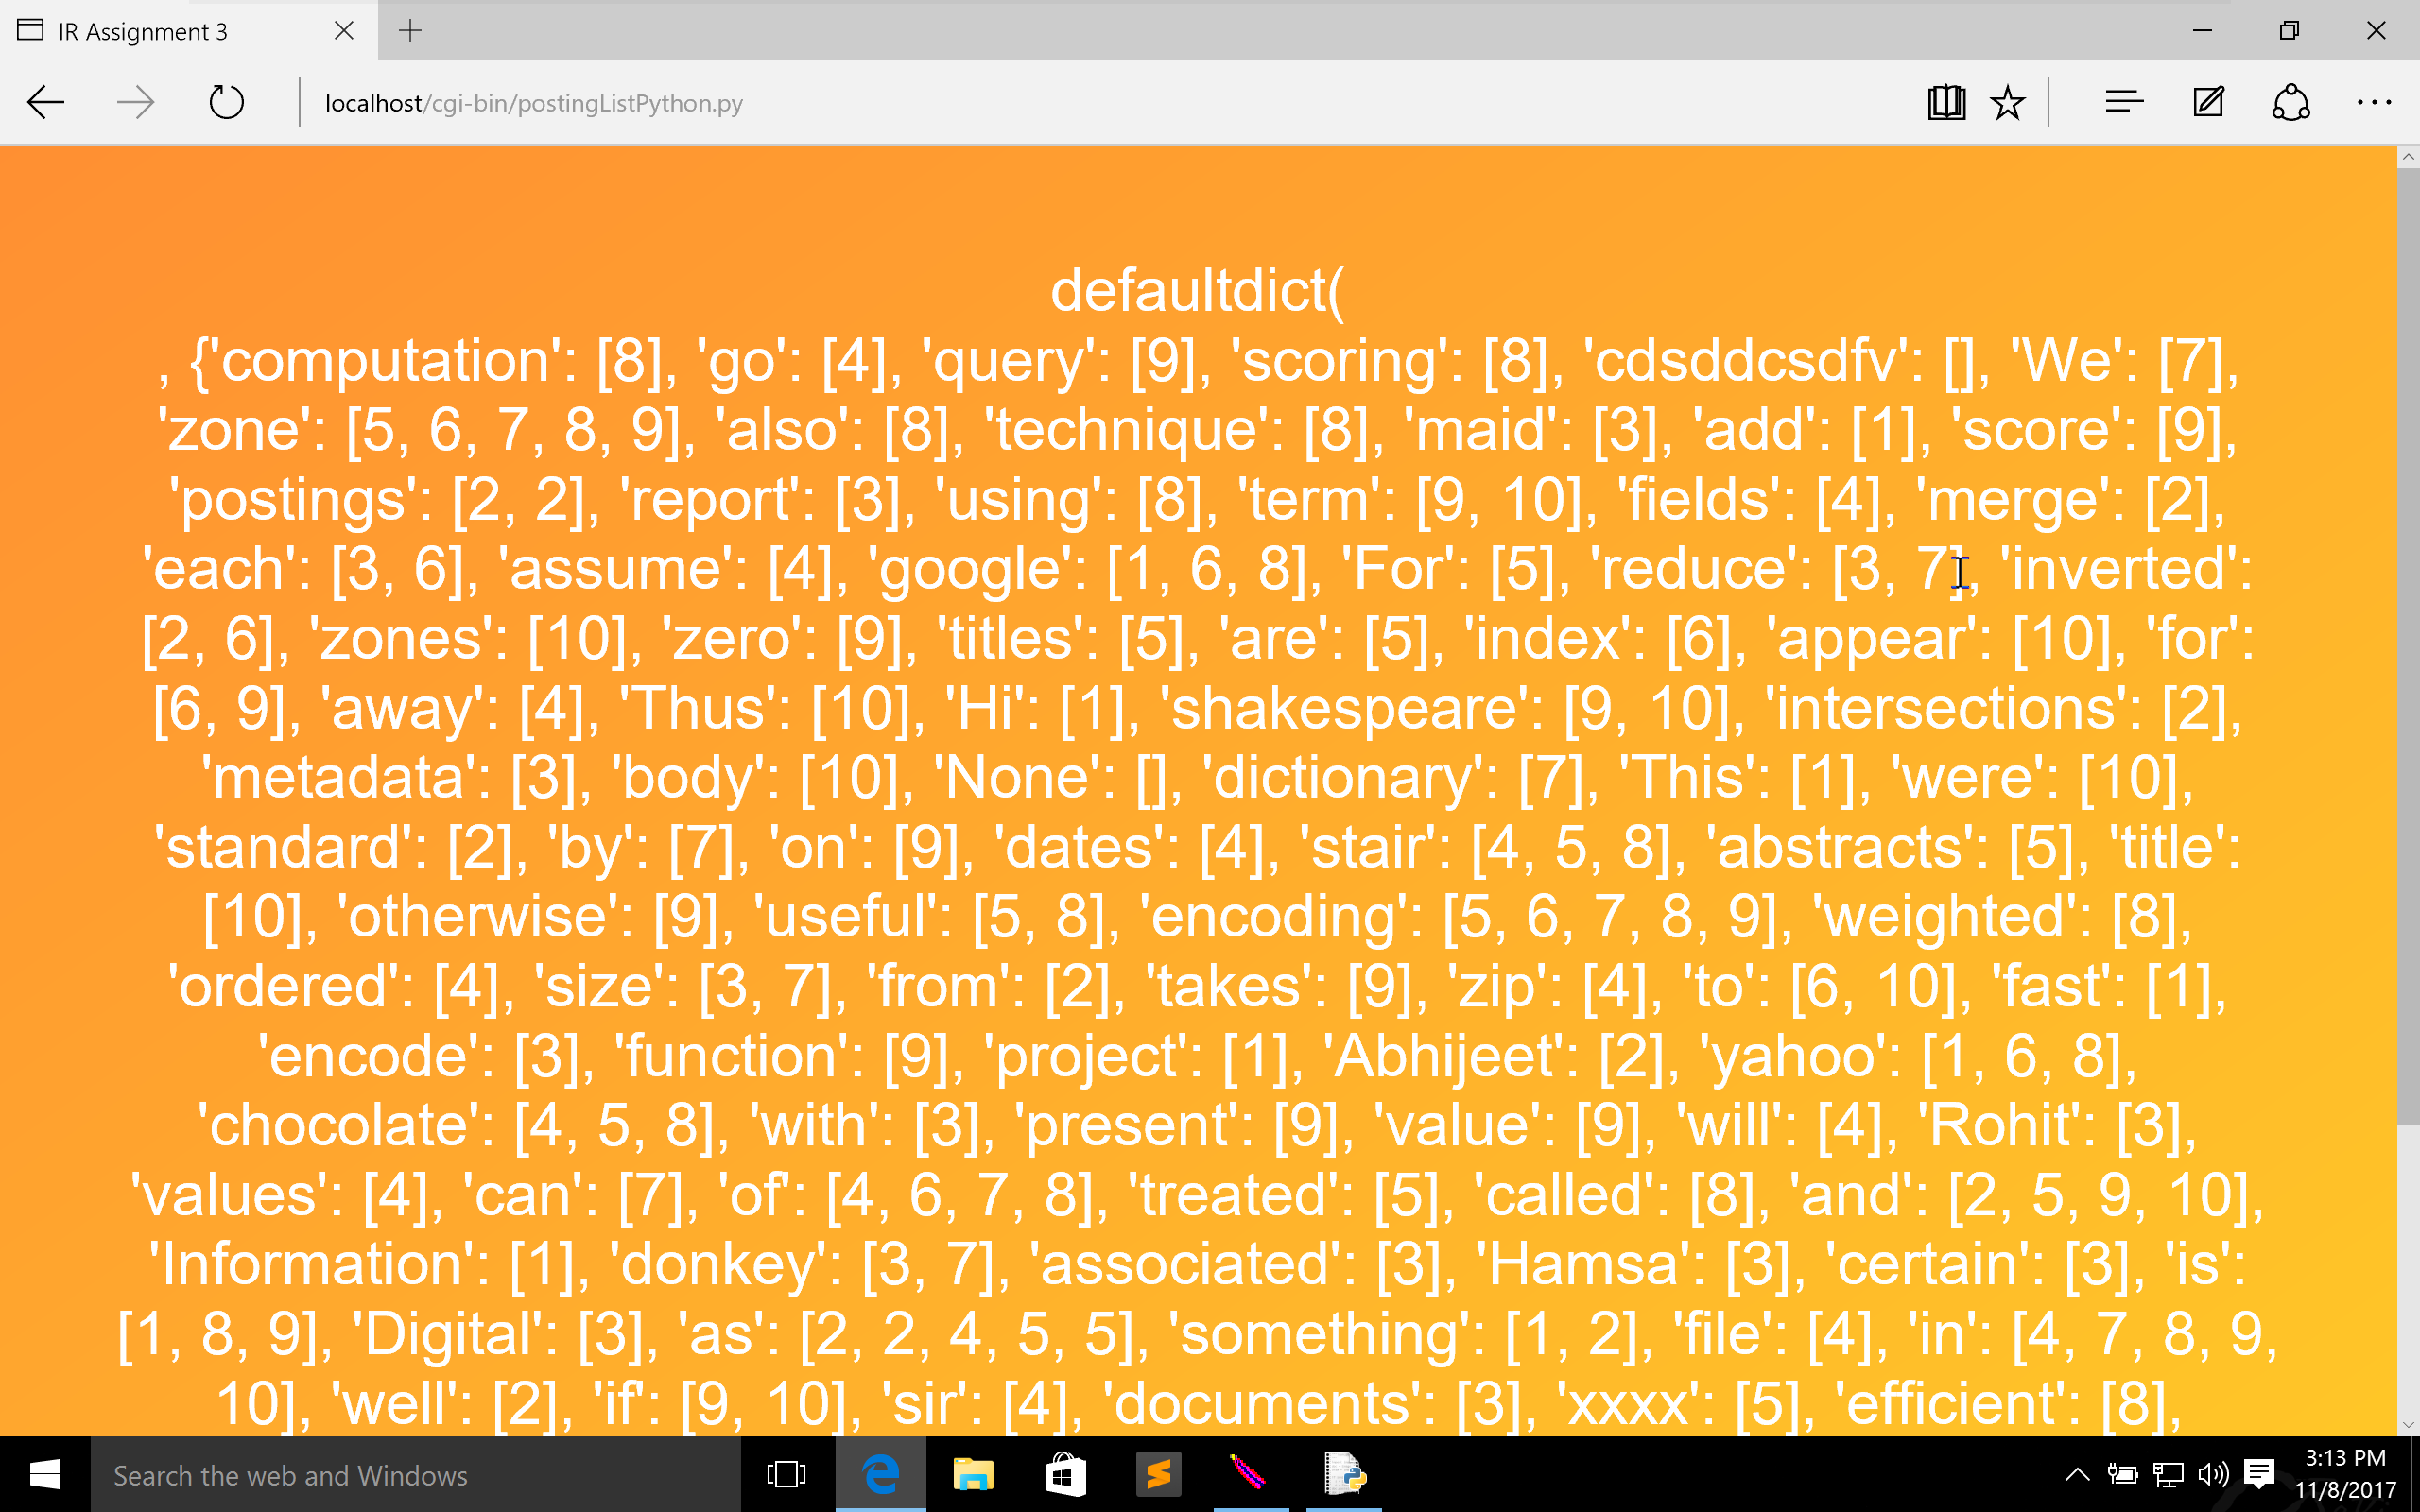 IR Assignment 3
localhost/cgi-bin/postingListPython.py
defaultdict(
, {'computation': [8], 'go': [4], 'query': [9], 'scoring': [8], 'cdsddcsdfv': [], 'We': [7],
'zone': [5, 6, 7, 8, 9], 'also': [8], 'technique': [8], 'maid': [3], 'add': [1], 'score': [9],
'postings': [2, 2], 'report': [3], 'using': [8], 'term': [9, 10], 'fields': [4], 'merge': [2],
'each': [3, 6], 'assume': [4], 'google': [1, 6, 8], 'For': [5], 'reduce': [3, 7], 'inverted':
[2, 6], 'zones': [10], 'zero': [9], 'titles': [5], 'are': [5], 'index': [6], 'appear': [10], 'for':
[6, 9], 'away': [4], 'Thus': [10], 'Hi': [1], 'shakespeare': [9, 10], 'intersections': [2],
'metadata': [3], 'body': [10], 'None': [], 'dictionary': [7], 'This': [1], 'were': [10],
'standard': [2], 'by': [7], 'on': [9], 'dates': [4], 'stair': [4, 5, 8], 'abstracts': [5], 'title':
[10], 'otherwise': [9], 'useful': [5, 8], 'encoding': [5, 6, 7, 8, 9], 'weighted': [8],
'ordered': [4], 'size': [3, 7], 'from': [2], 'takes': [9], 'zip': [4], 'to': [6, 10], 'fast': [1],
'encode': [3], 'function': [9], 'project': [1], 'Abhijeet': [2], 'yahoo': [1, 6, 8],
'chocolate': [4, 5, 8], 'with': [3], 'present': [9], 'value': [9], 'will': [4], 'Rohit': [3],
'values': [4], 'can': [7], 'of': [4, 6, 7, 8], 'treated': [5], 'called': [8], 'and': [2, 5, 9, 10],
'Information': [1], 'donkey': [3, 7], 'associated': [3], 'Hamsa': [3], 'certain': [3], 'is':
[1, 8, 9], 'Digital': [3], 'as': [2, 2, 4, 5, 5], 'something': [1, 2], 'file': [4], 'in': [4, 7, 8, 9,
10], 'well': [2], 'if': [9, 10], 'sir': [4], 'documents': [3], 'xxxx': [5], 'efficient': [8],
Search the web and Windows
3:13 PM
11/8/2017